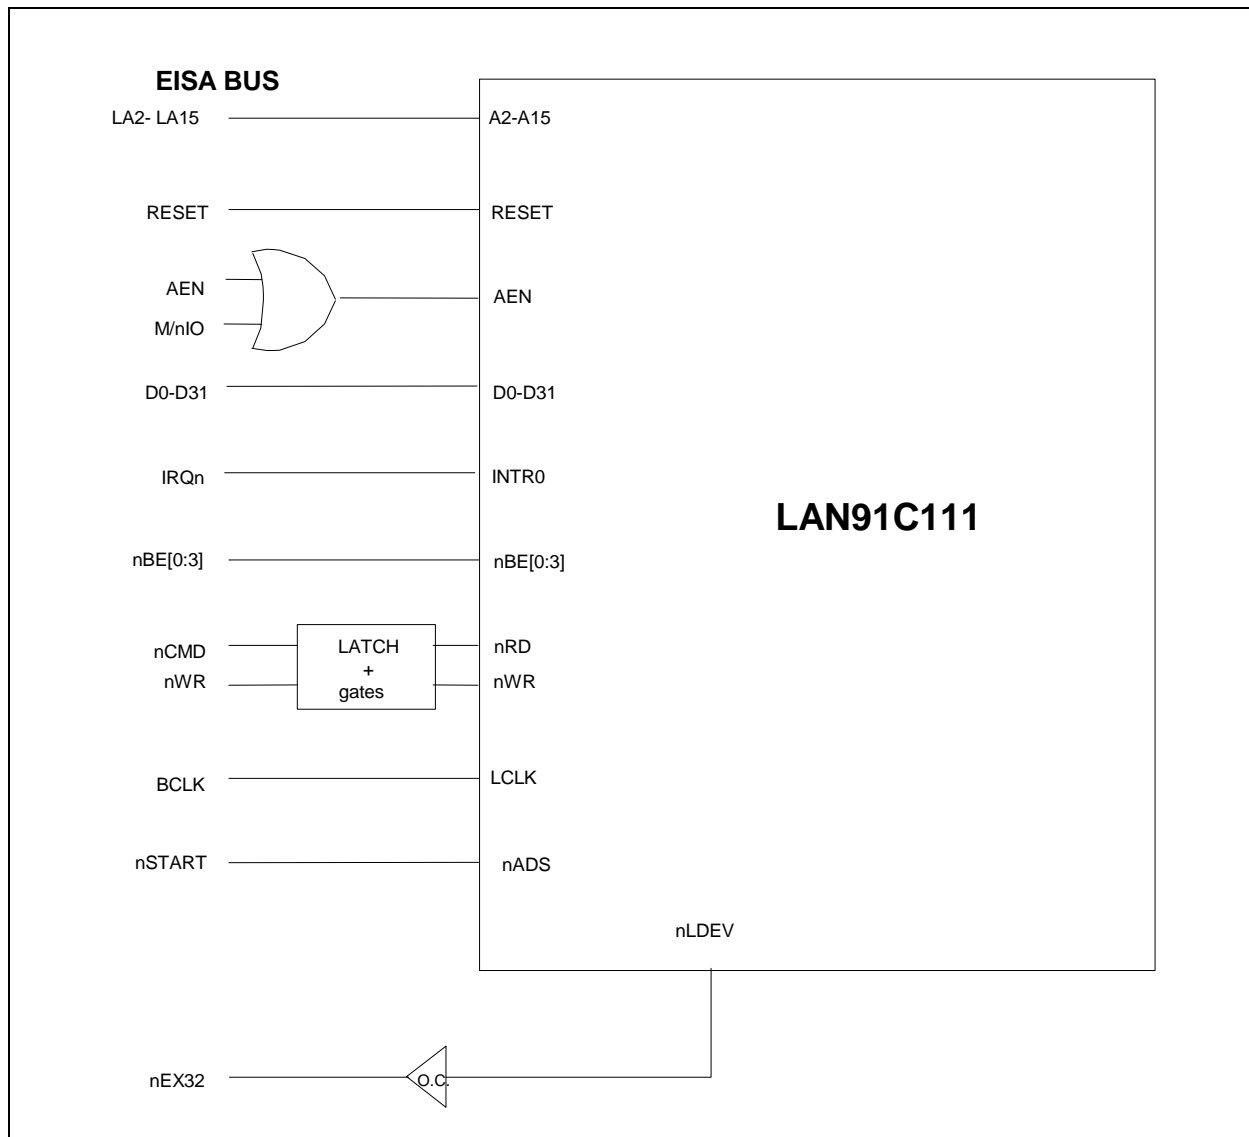 EISA BUS
LA2- LA15
A2-A15
RESET
RESET
AEN
M/nIO
AEN
D0-D31
D0-D31
IRQn
INTR0
LAN91C111
nBE[0:3]
nBE[0:3]
nCMD
nWR
LATCH
+
gates
nRD
nWR
BCLK
LCLK
nSTART
nADS
nLDEV
nEX32
O.C.